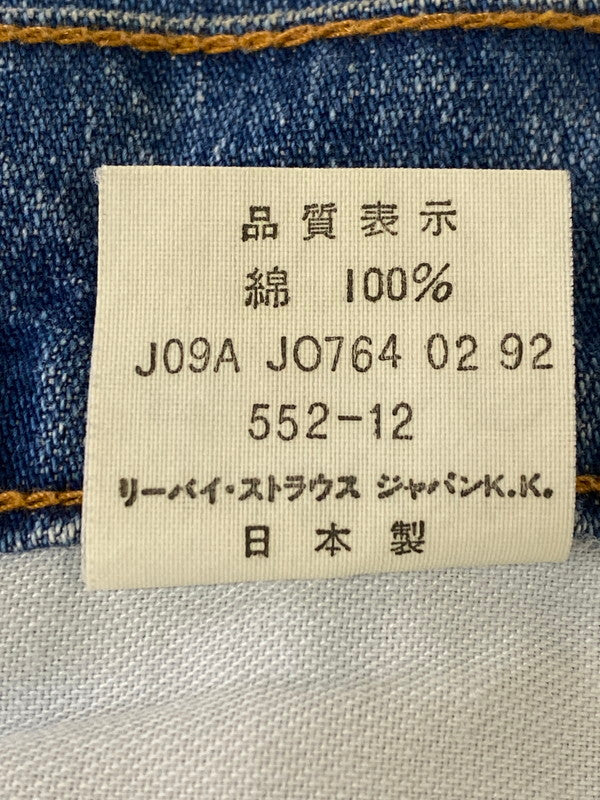 品質表示
綿 100%
J09A JO764 02 92
552-12
リーバイ・ストラウス ジャパンK.K.
日本製